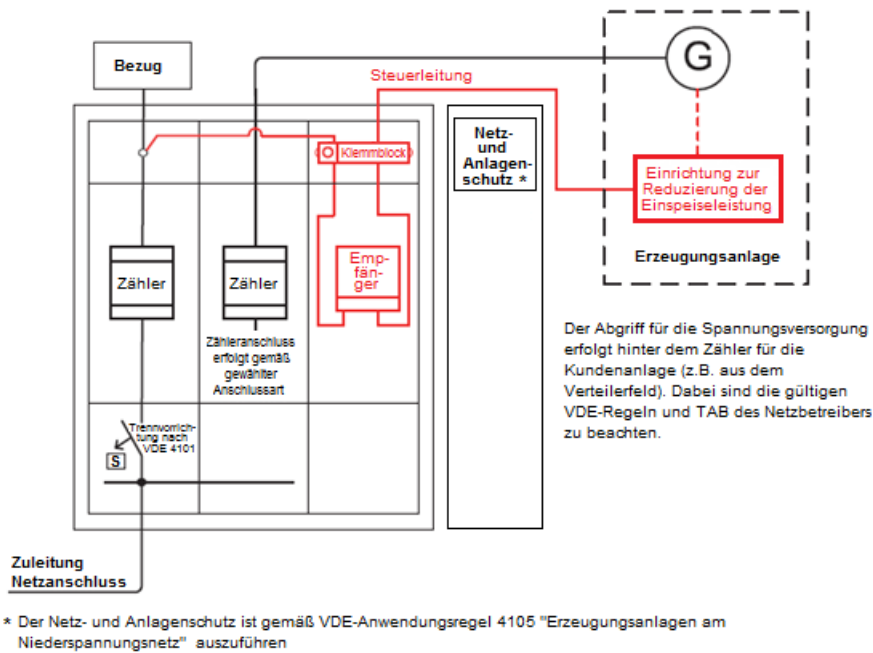 Bezug
G
Steuerleitung
Klemmblock
Netz-
und
Anlagen-
schutz *
Einrichtung zur
Reduzierung der
Einspeiseleistung
Erzeugungsanlage
Zähler
Zähler
Emp-
fän-
ger
Zähleranschluss
erfolgt gemäß
gewählter
Anschlussart
Der Abgriff für die Spannungsversorgung
erfolgt hinter dem Zähler für die
Kundenanlage (z.B. aus dem
Verteilerfeld). Dabei sind die gültigen
VDE-Regeln und TAB des Netzbetreibers
zu beachten.
Trennvorrich-
tung nach
VDE 4101
S
Zuleitung
Netzanschluss
* Der Netz- und Anlagenschutz ist gemäß VDE-Anwendungsregel 4105 "Erzeugungsanlagen am
Niederspannungsnetz" auszuführen